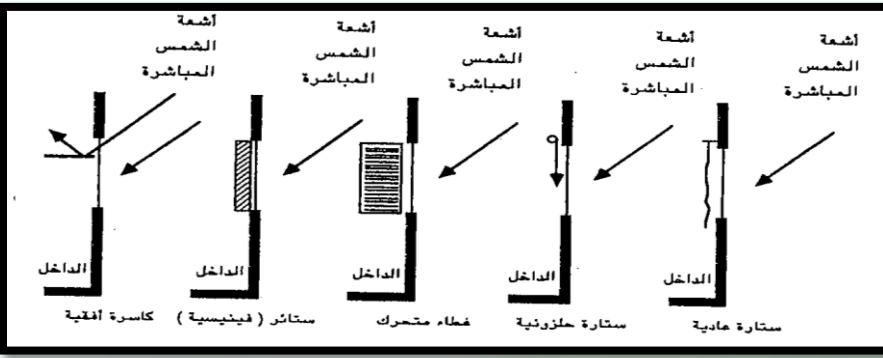 أشعة
الشمس
المباشرة
أشعة
الشمس
المباشرة
أشعة
الشمس
المباشرة
أشعة
الشمس
المباشرة
أشعة
الشمس
المباشرة
الداخل
الداخل
الداخل
الداخل
الداخل
ستارة عادية
ستارة حلزونية
غطاء متحرك
ستائر ( فينيسية )
كاسرة أفقية